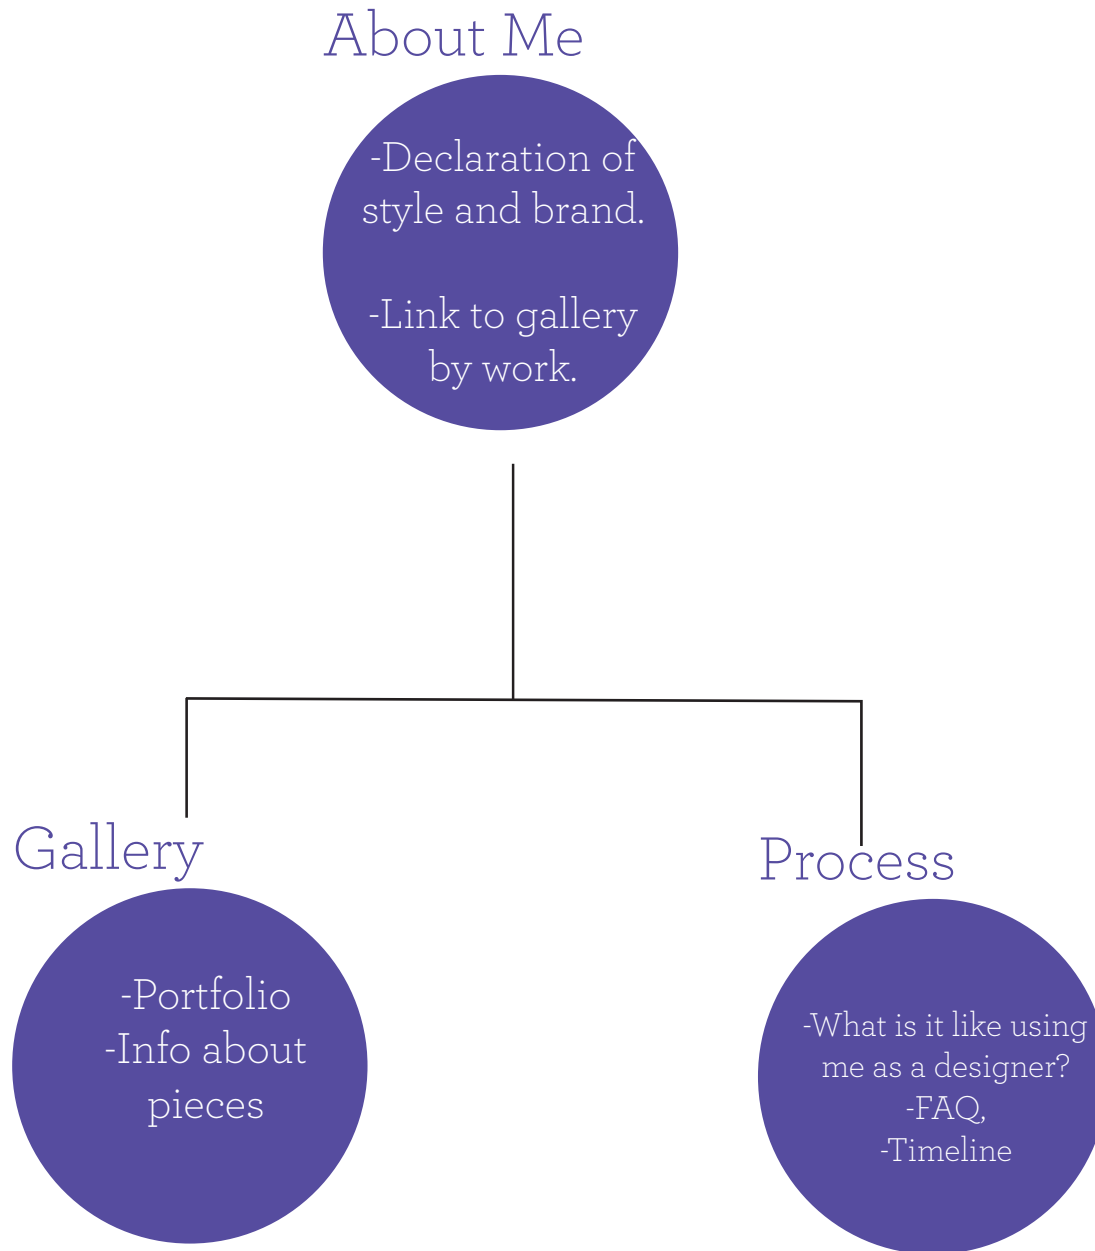 About Me
-Declaration of
style and brand.
-Link to gallery
by work.
Gallery
-Portfolio
-Info about
pieces
Process
-What is it like using
me as a designer?
-FAQ,
-Timeline